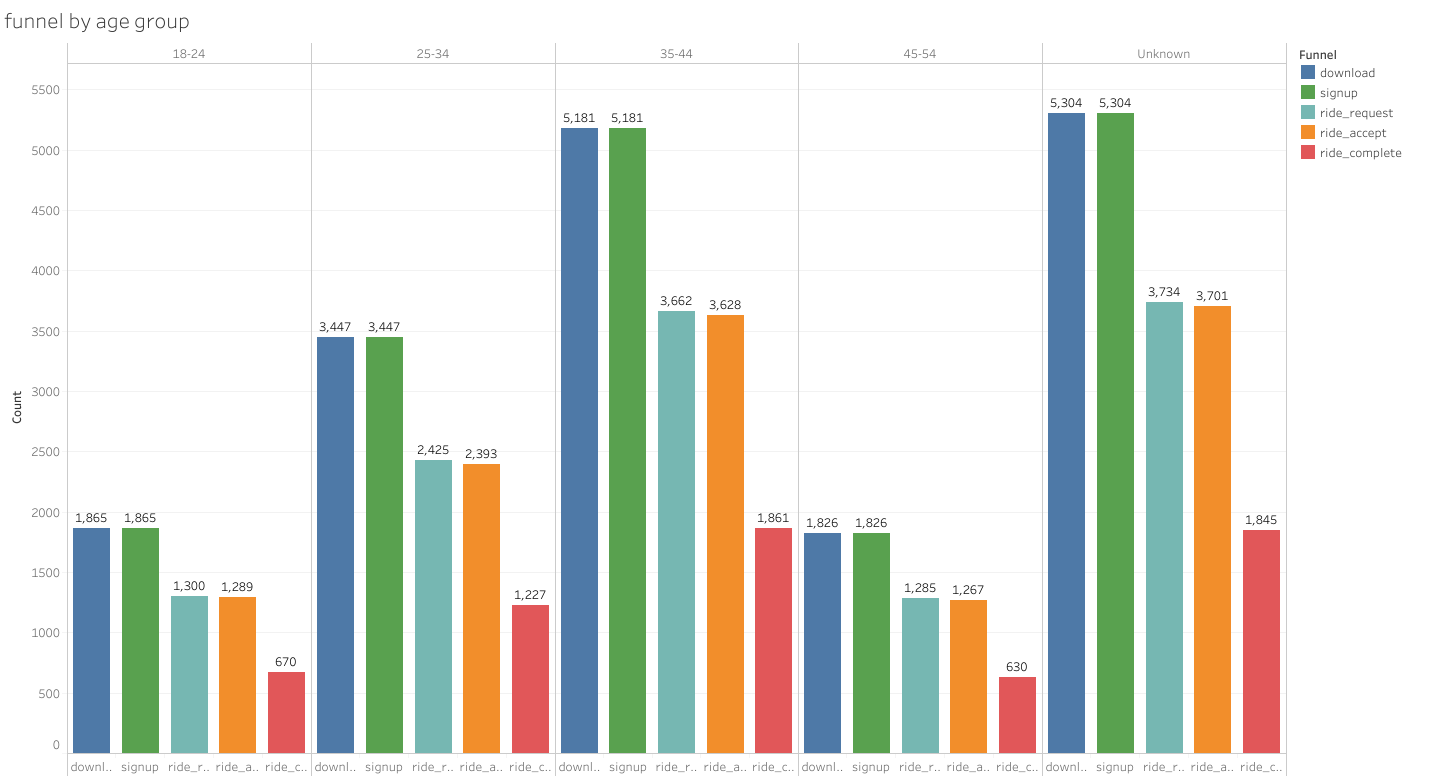 funnel by age group
18-24 25-34 35-44 45-54 Unknown
Funnel
download
signup
ride_request
ride_accept
ride_complete
Count
5500
5000
4500
4000
3500
3000
2500
2000
1500
1000
500
0
1,865 1,865 1,300 1,289 670
3,447 3,447 2,425 2,393 1,227
5,181 5,181 3,662 3,628 1,861
1,826 1,826 1,285 1,267 630
5,304 5,304 3,734 3,701 1,845
downl.. signup ride_r.. ride_a.. ride_c.. downl.. signup ride_r.. ride_a.. ride_c.. downl.. signup ride_r.. ride_a.. ride_c.. downl.. signup ride_r.. ride_a.. ride_c.. downl.. signup ride_r.. ride_a.. ride_c..